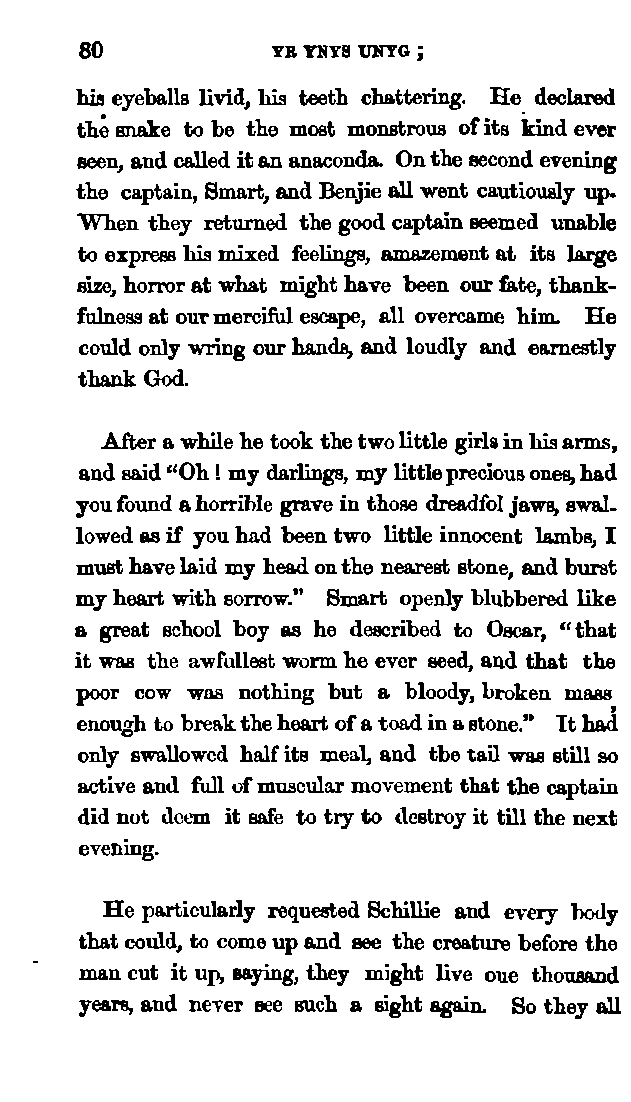 80 YR YNYS UNYG ;
his eyeballs livid, his teeth chattering. He declared
the snake to be the most monstrous of its kind ever
seen, and called it an anaconda. On the second evening
the captain, Smart, and Benjie all went cautiously up.
When they returned the good captain seemed unable
to express his mixed feelings, amazement at its large
size, horror at what might have been our fate, thank-
fulness at our merciful escape, all overcame him. He
could only wring our hands, and loudly and earnestly
thank God.
After a while he took the two little girls in his arms,
and said “Oh ! my darlings, my little precious ones, had
you found a horrible grave in those dreadful jaws, swal-
lowed as if you had been two little innocent lambs, I
must have laid my head on the nearest stone, and burst
my heart with sorrow.” Smart openly blubbered like
a great school boy as he described to Oscar, “that
it was the awfullest worm he ever seed, and that the
poor cow was nothing but a bloody, broken mass,
enough to break the heart of a toad in a stone.” It had
only swallowed half its meal, and the tail was still so
active and full of muscular movement that the captain
did not deem it safe to try to destroy it till the next
evening.
He particularly requested Schillie and every body
that could, to come up and see the creature before the
man cut it up, saying, they might live one thousand
years, and never see such a sight again. So they all